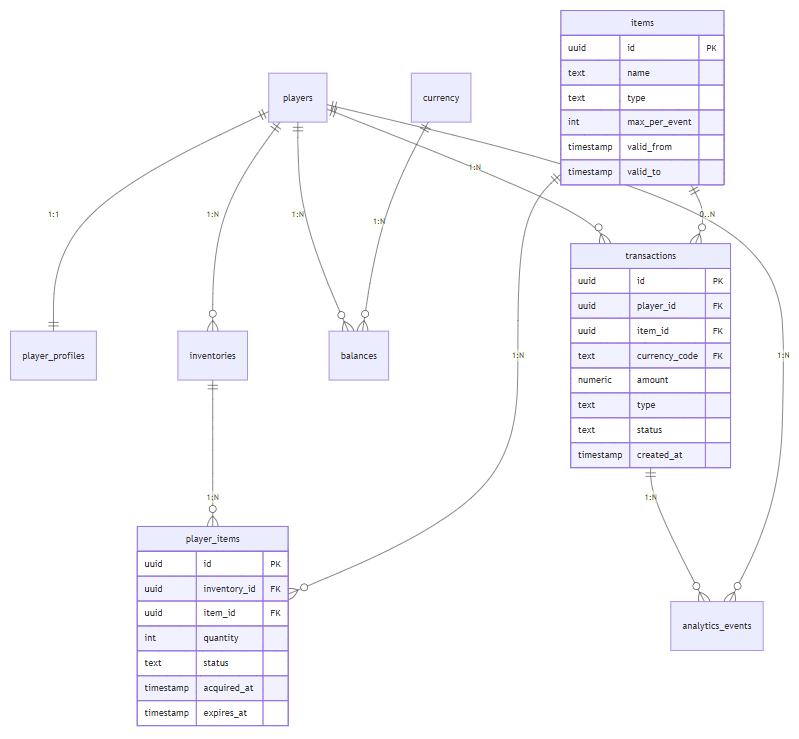 items
uuid id PK
text name
text type
int max_per_event
timestamp valid_from
timestamp valid_to
players
currency
1:N
1:1
1:N
1:N
1:N
0..N
transactions
uuid id PK
uuid player_id FK
uuid item_id FK
text currency_code FK
numeric amount
text type
text status
timestamp created_at
player_profiles
inventories
balances
1:N
1:N
1:N
1:N
player_items
uuid id PK
uuid inventory_id FK
uuid item_id FK
int quantity
text status
timestamp acquired_at
timestamp expires_at
analytics_events